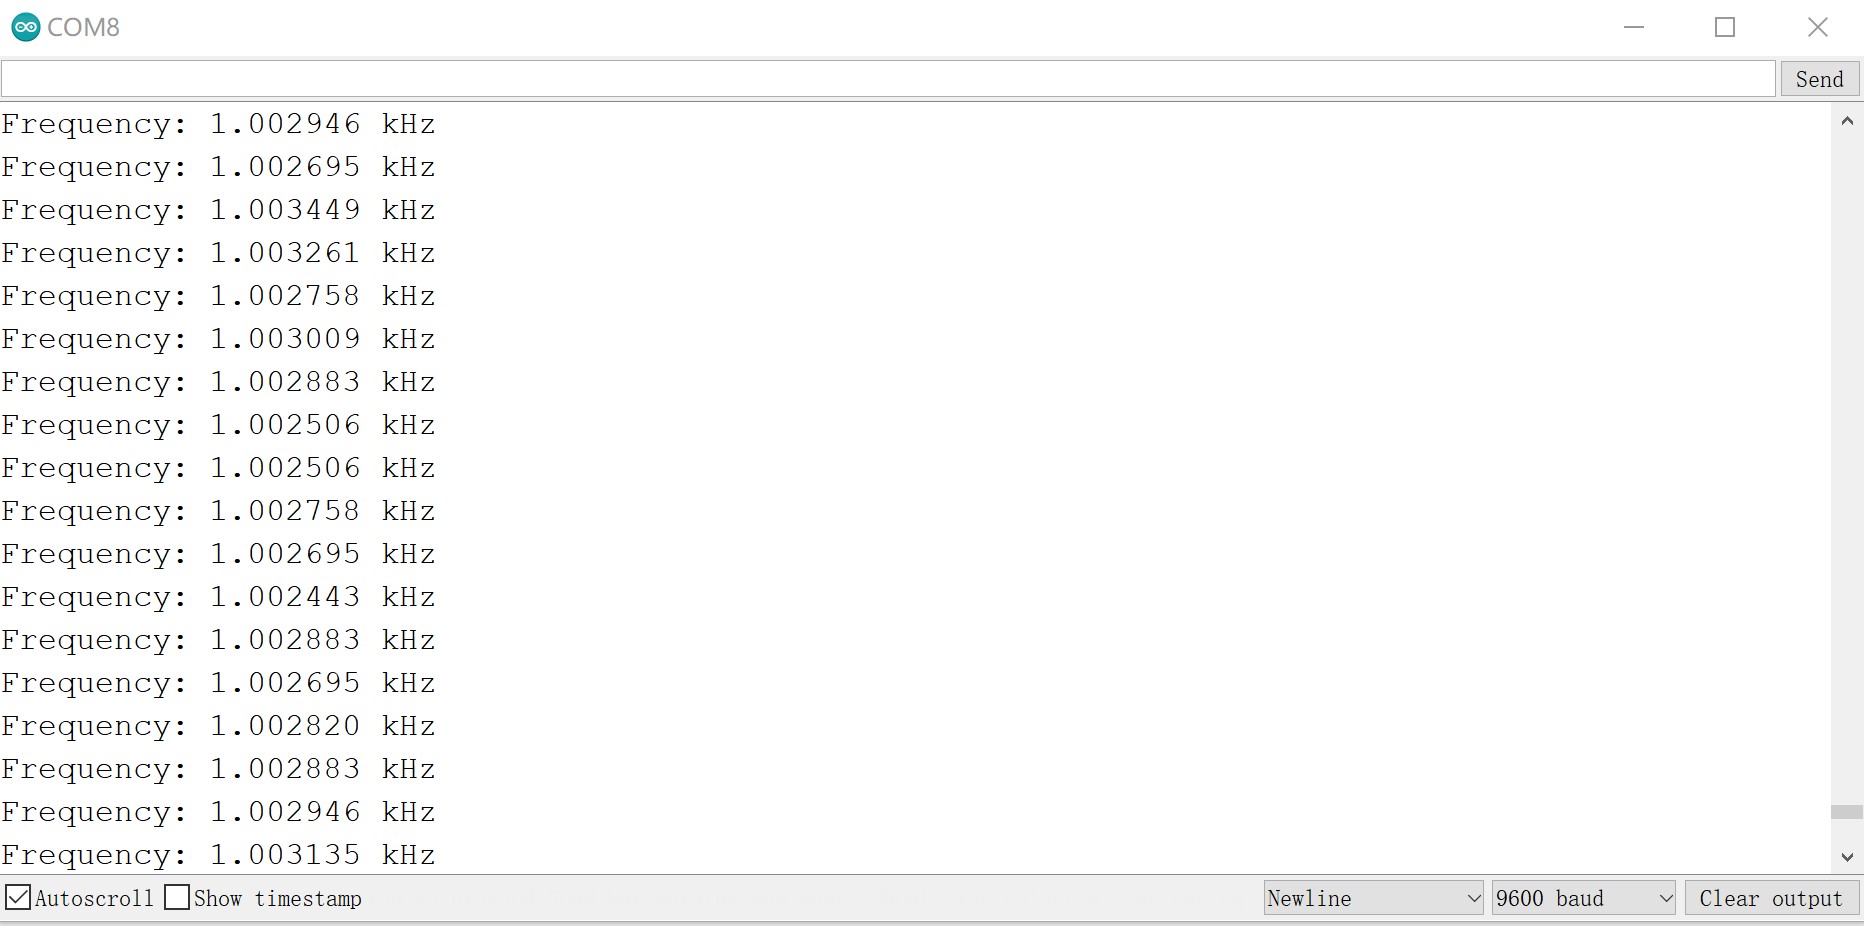 COM8
Send
Frequency: 1.002946 kHz
Frequency: 1.002695 kHz
Frequency: 1.003449 kHz
Frequency: 1.003261 kHz
Frequency: 1.002758 kHz
Frequency: 1.003009 kHz
Frequency: 1.002883 kHz
Frequency: 1.002506 kHz
Frequency: 1.002506 kHz
Frequency: 1.002758 kHz
Frequency: 1.002695 kHz
Frequency: 1.002443 kHz
Frequency: 1.002883 kHz
Frequency: 1.002695 kHz
Frequency: 1.002820 kHz
Frequency: 1.002883 kHz
Frequency: 1.002946 kHz
Frequency: 1.003135 kHz
Autoscroll Show timestamp Newline 9600 baud Clear output